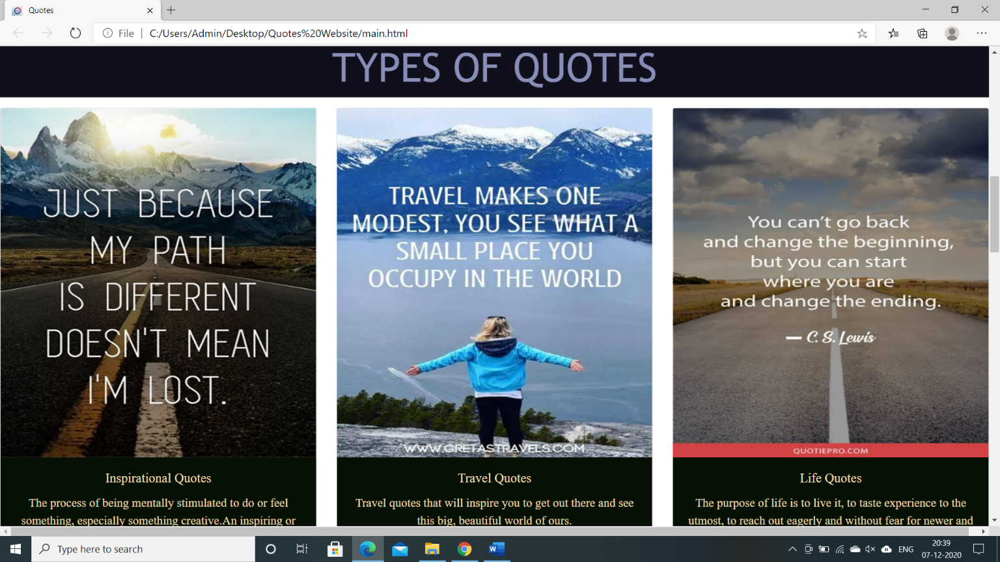 Quotes
File
C:/Users/Admin/Desktop/Quotes%20Website/main.html
TYPES OF QUOTES
JUST BECAUSE
MY PATH
IS DIFFERENT
DOESN'T MEAN
I'M LOST.
Inspirational Quotes
The process of being mentally stimulated to do or feel
something, especially something creative.An inspiring or
TRAVEL MAKES ONE
MODEST, YOU SEE WHAT A
SMALL PLACE YOU
OCCUPY IN THE WORLD
WWW.GRETASTRAVELS.COM
Travel Quotes
Travel quotes that will inspire you to get out there and see
this big, beautiful world of ours.
You can't go back
and change the beginning,
but you can start
where you are
and change the ending.
— C. S. Lewis
QUOTIEPRO.COM
Life Quotes
The purpose of life is to live it, to taste experience to the
utmost, to reach out eagerly and without fear for newer and
Type here to search
ENG
20:39
07-12-2020